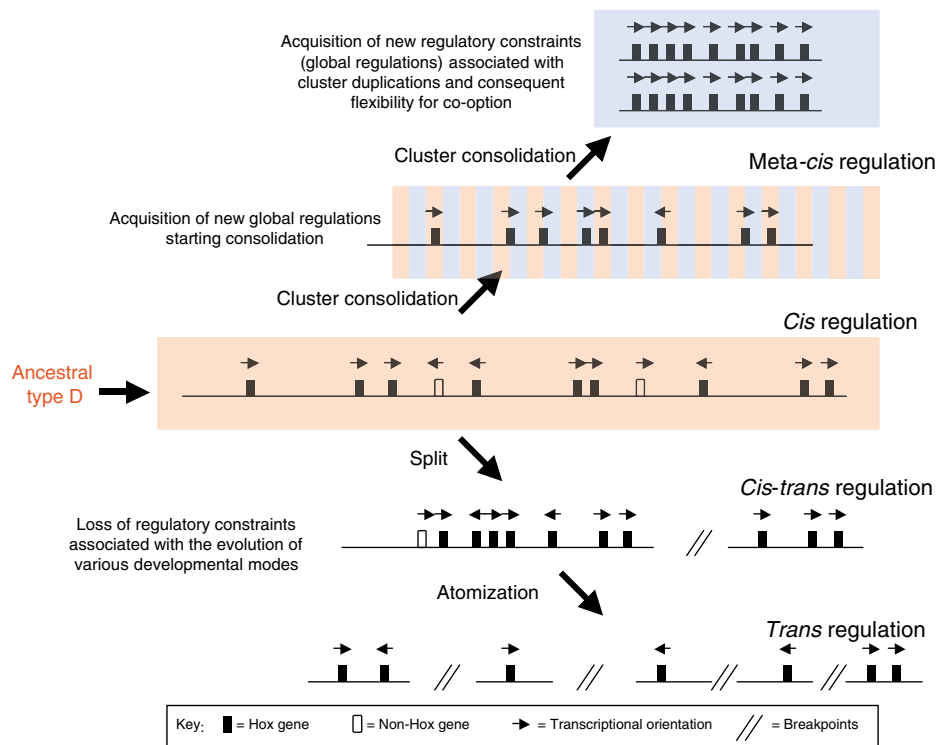 Acquisition of new regulatory constraints
(global regulations) associated with
cluster duplications and consequent
flexibility for co-option
Cluster consolidation
Meta-cis regulation
Acquisition of new global regulations
starting consolidation
Cluster consolidation
Cis regulation
Ancestral
type D
Split
Cis-trans regulation
Loss of regulatory constraints
associated with the evolution of
various developmental modes
Atomization
Trans regulation
Key: = Hox gene = Non-Hox gene = Transcriptional orientation = Breakpoints